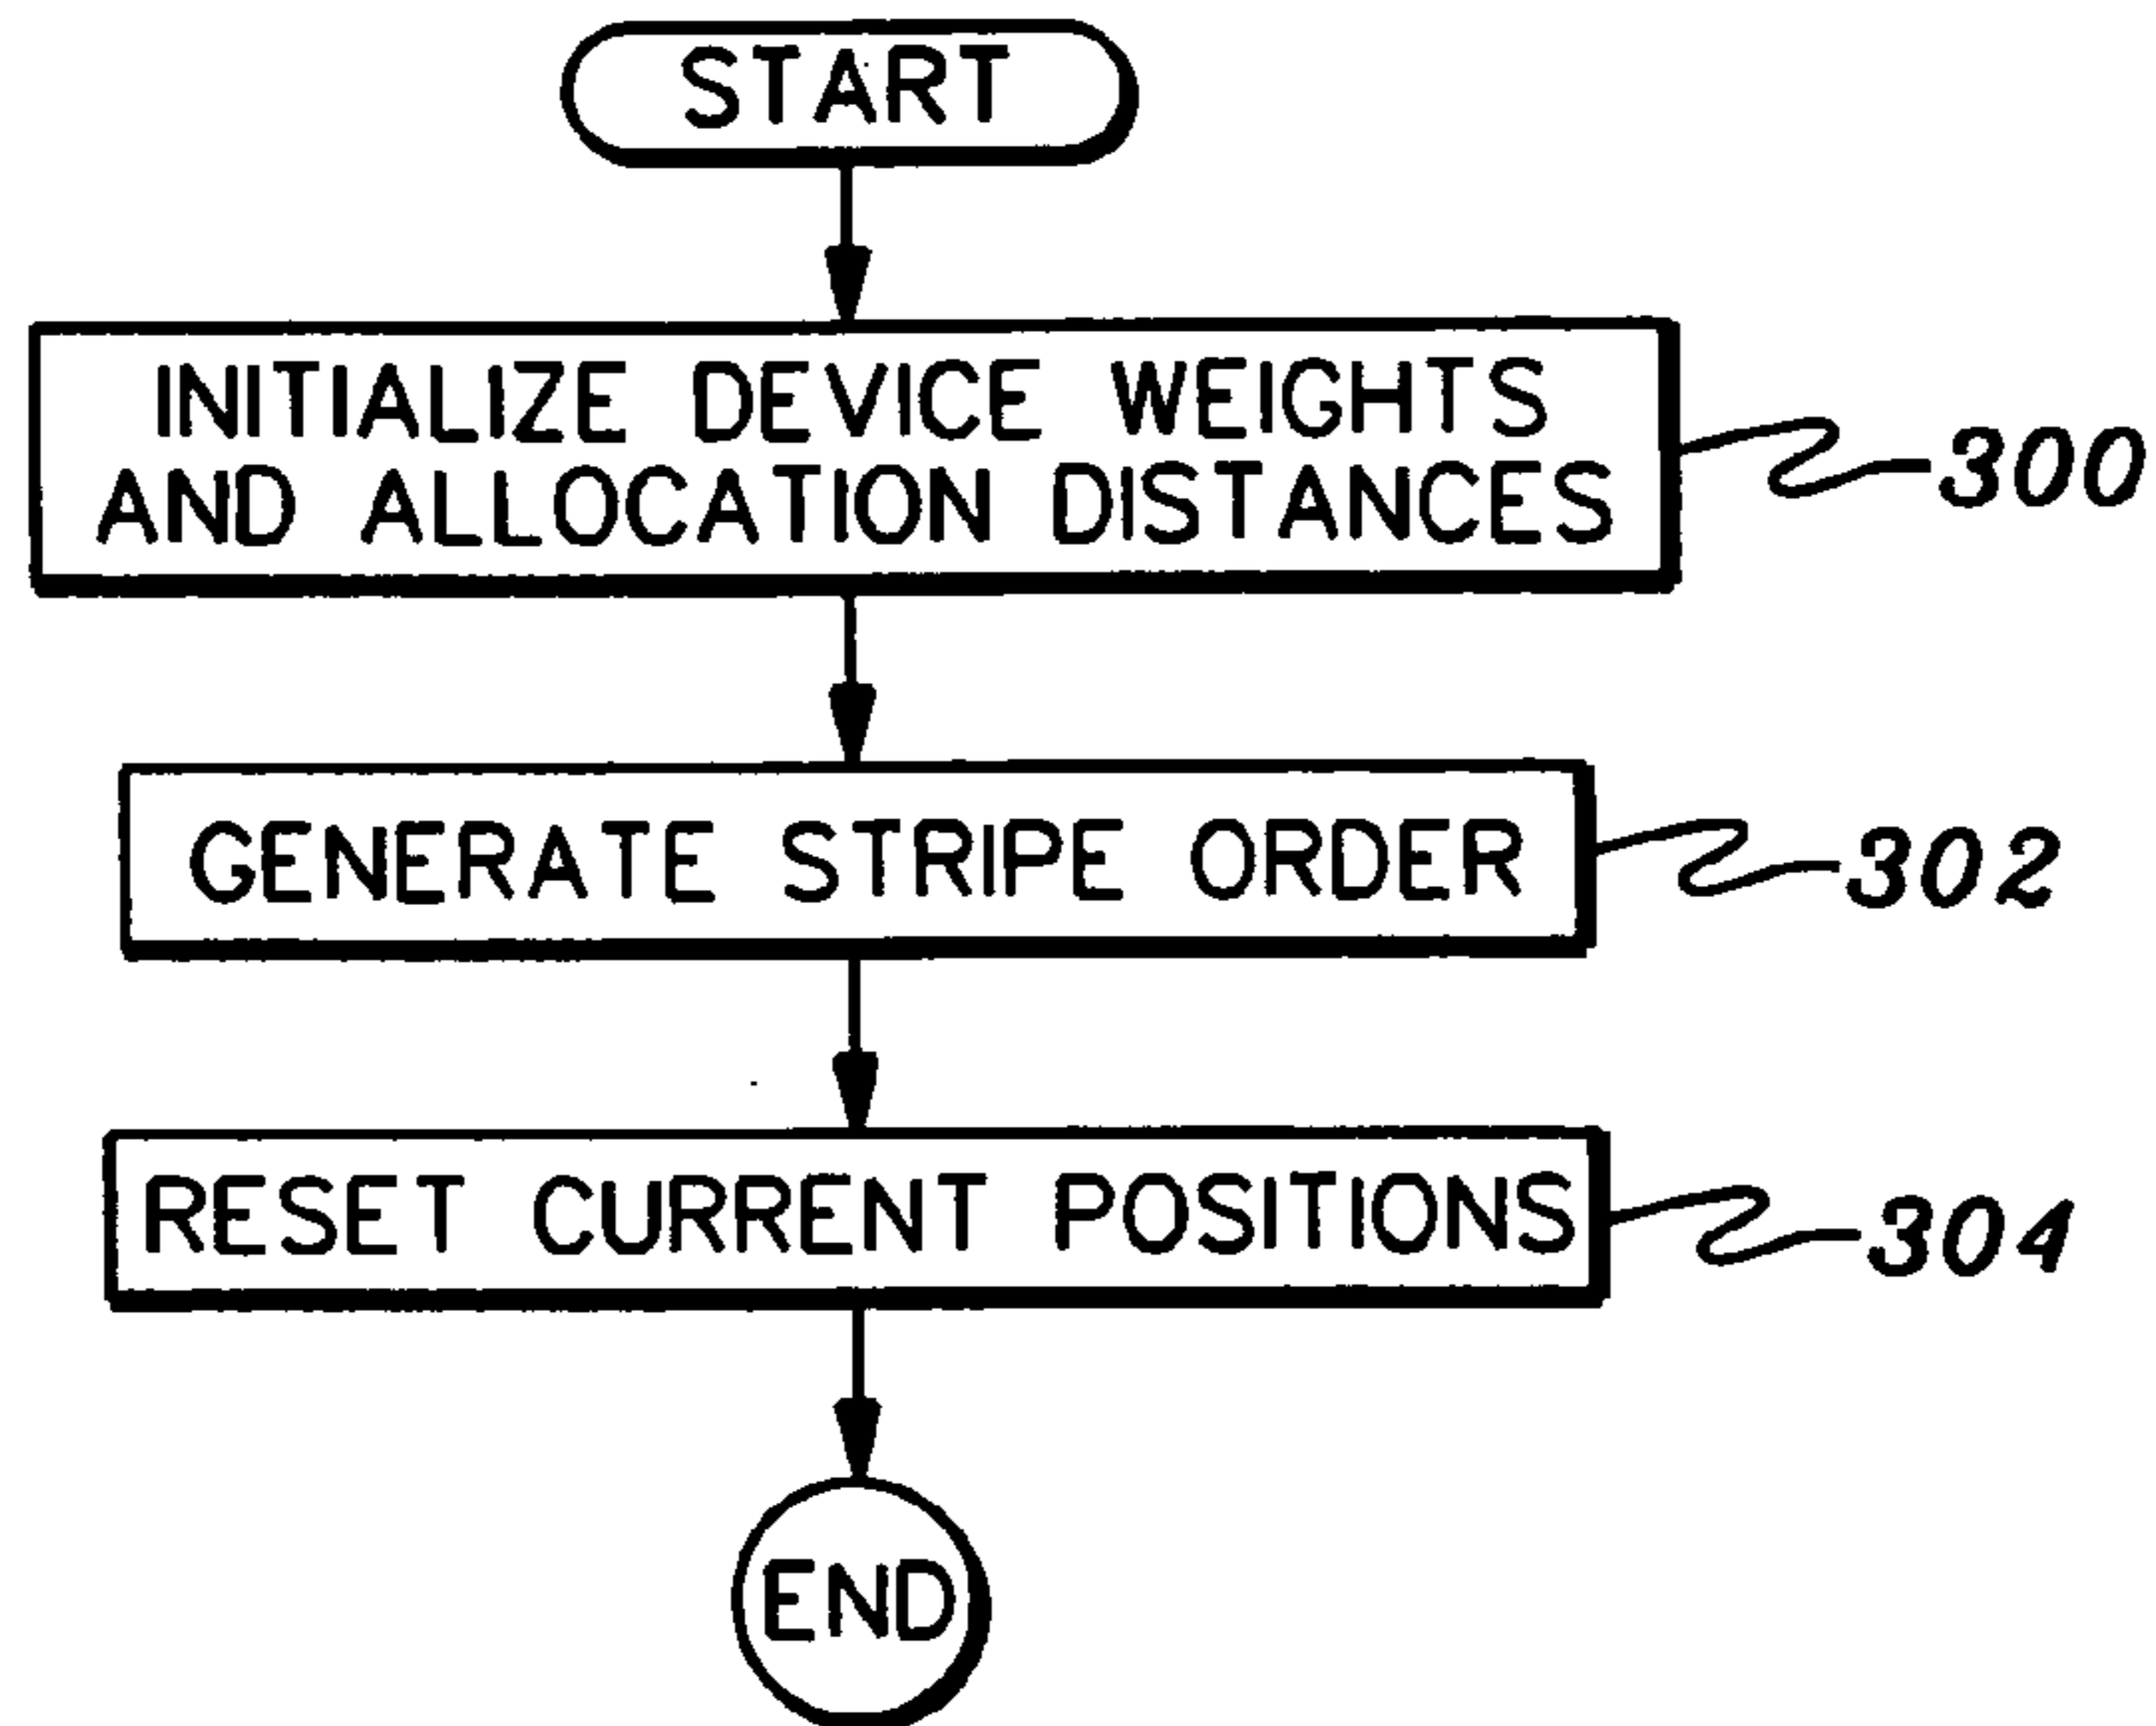 START
INITIALIZE DEVICE WEIGHTS
AND ALLOCATION DISTANCES
300
GENERATE STRIPE ORDER
302
RESET CURRENT POSITIONS
304
END